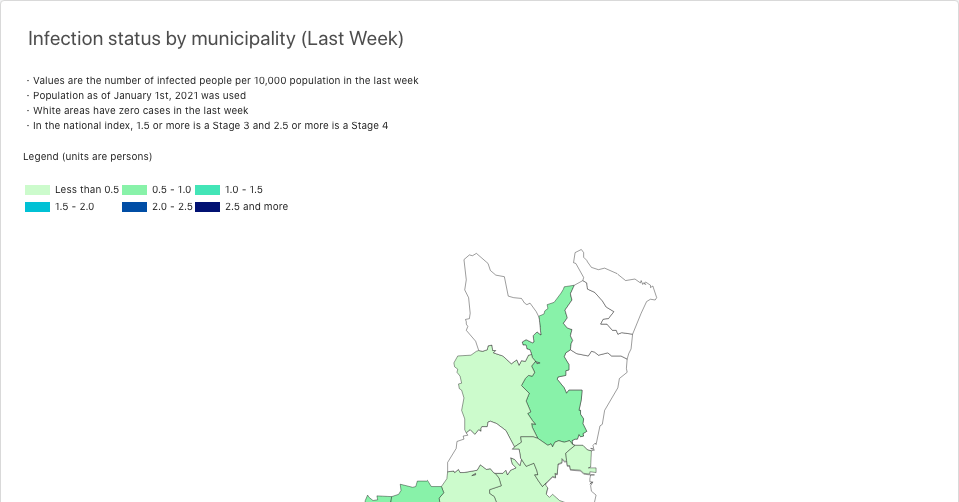 Infection status by municipality (Last Week)
· Values are the number of infected people per 10,000 population in the last week
· Population as of January 1st, 2021 was used
· White areas have zero cases in the last week
· In the national index, 1.5 or more is a Stage 3 and 2.5 or more is a Stage 4
Legend (units are persons)
Less than 0.5 0.5 - 1.0 1.0 - 1.5
1.5 - 2.0 2.0 - 2.5 2.5 and more